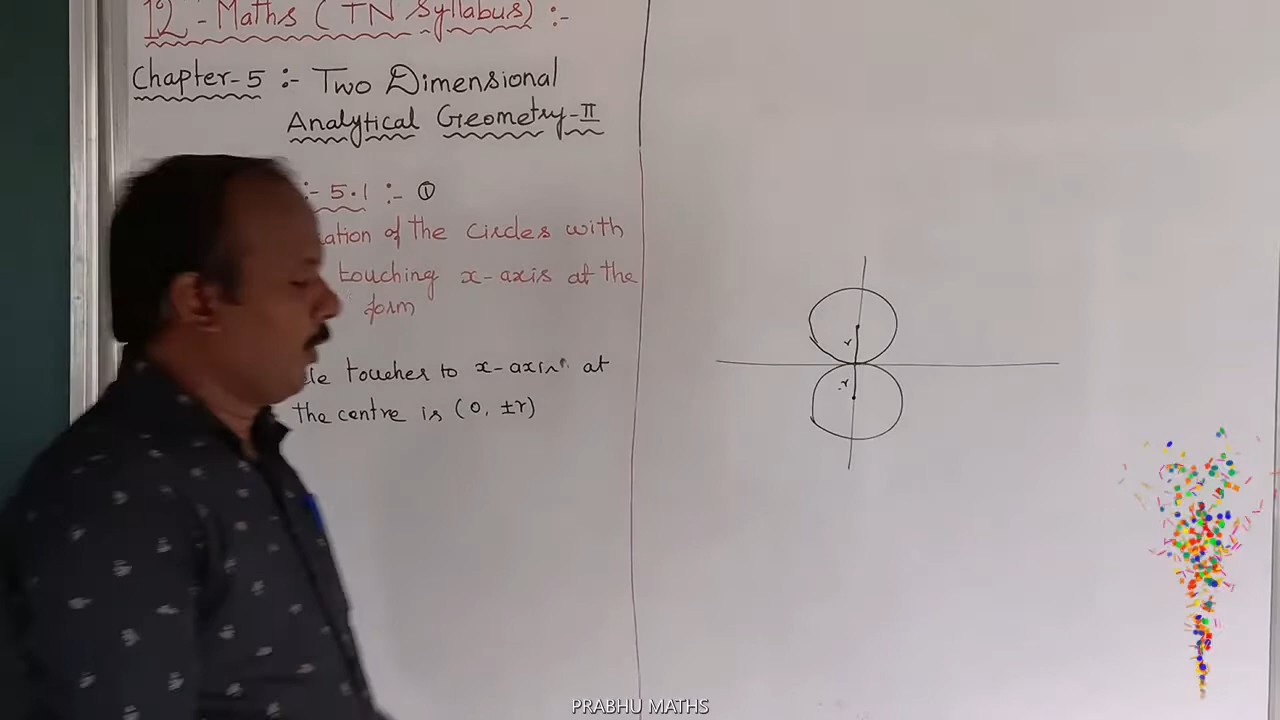 12 - Maths (TN Syllabus) :-
Chapter-5 :- Two Dimensional
Analytical Geometry-II
:- 5.1 :- ①
of the circles with
touching x-axis at the
form
touches to x-axis at
the centre is (0, ±r)
r
-r
PRABHU MATHS